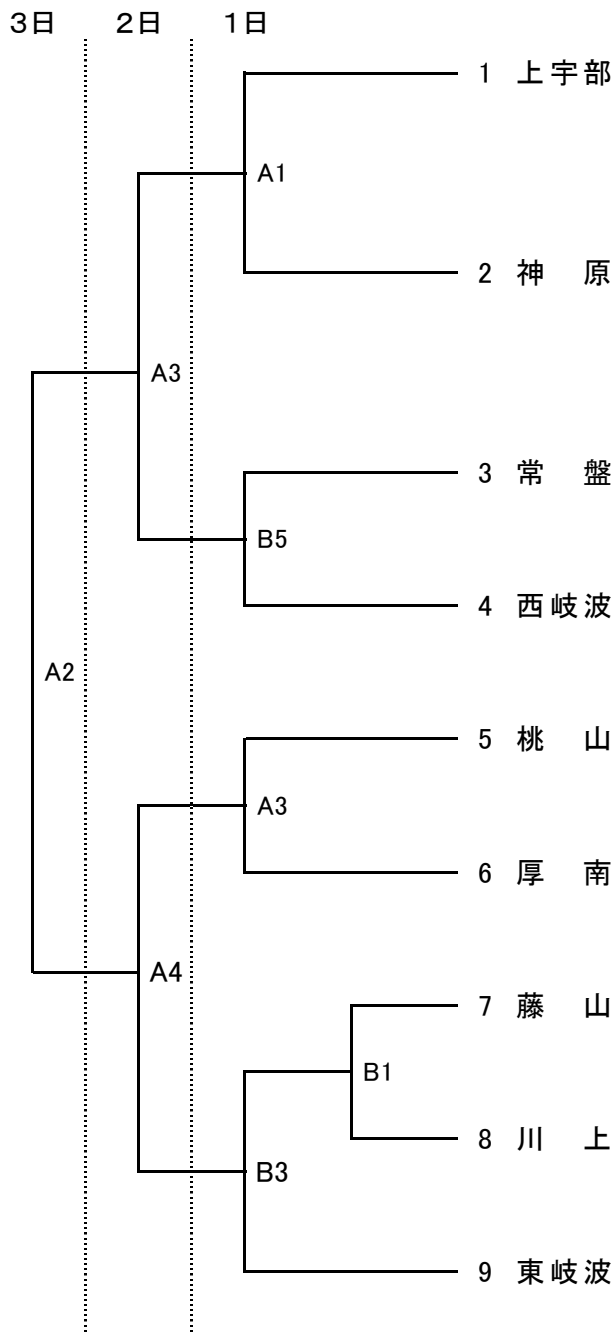 3日 2日 1日
1 上宇部
A1
2 神原
A3
3 常盤
B5
4 西岐波
A2
5 桃山
A3
6 厚南
A4
7 藤山
B1
8 川上
B3
9 東岐波